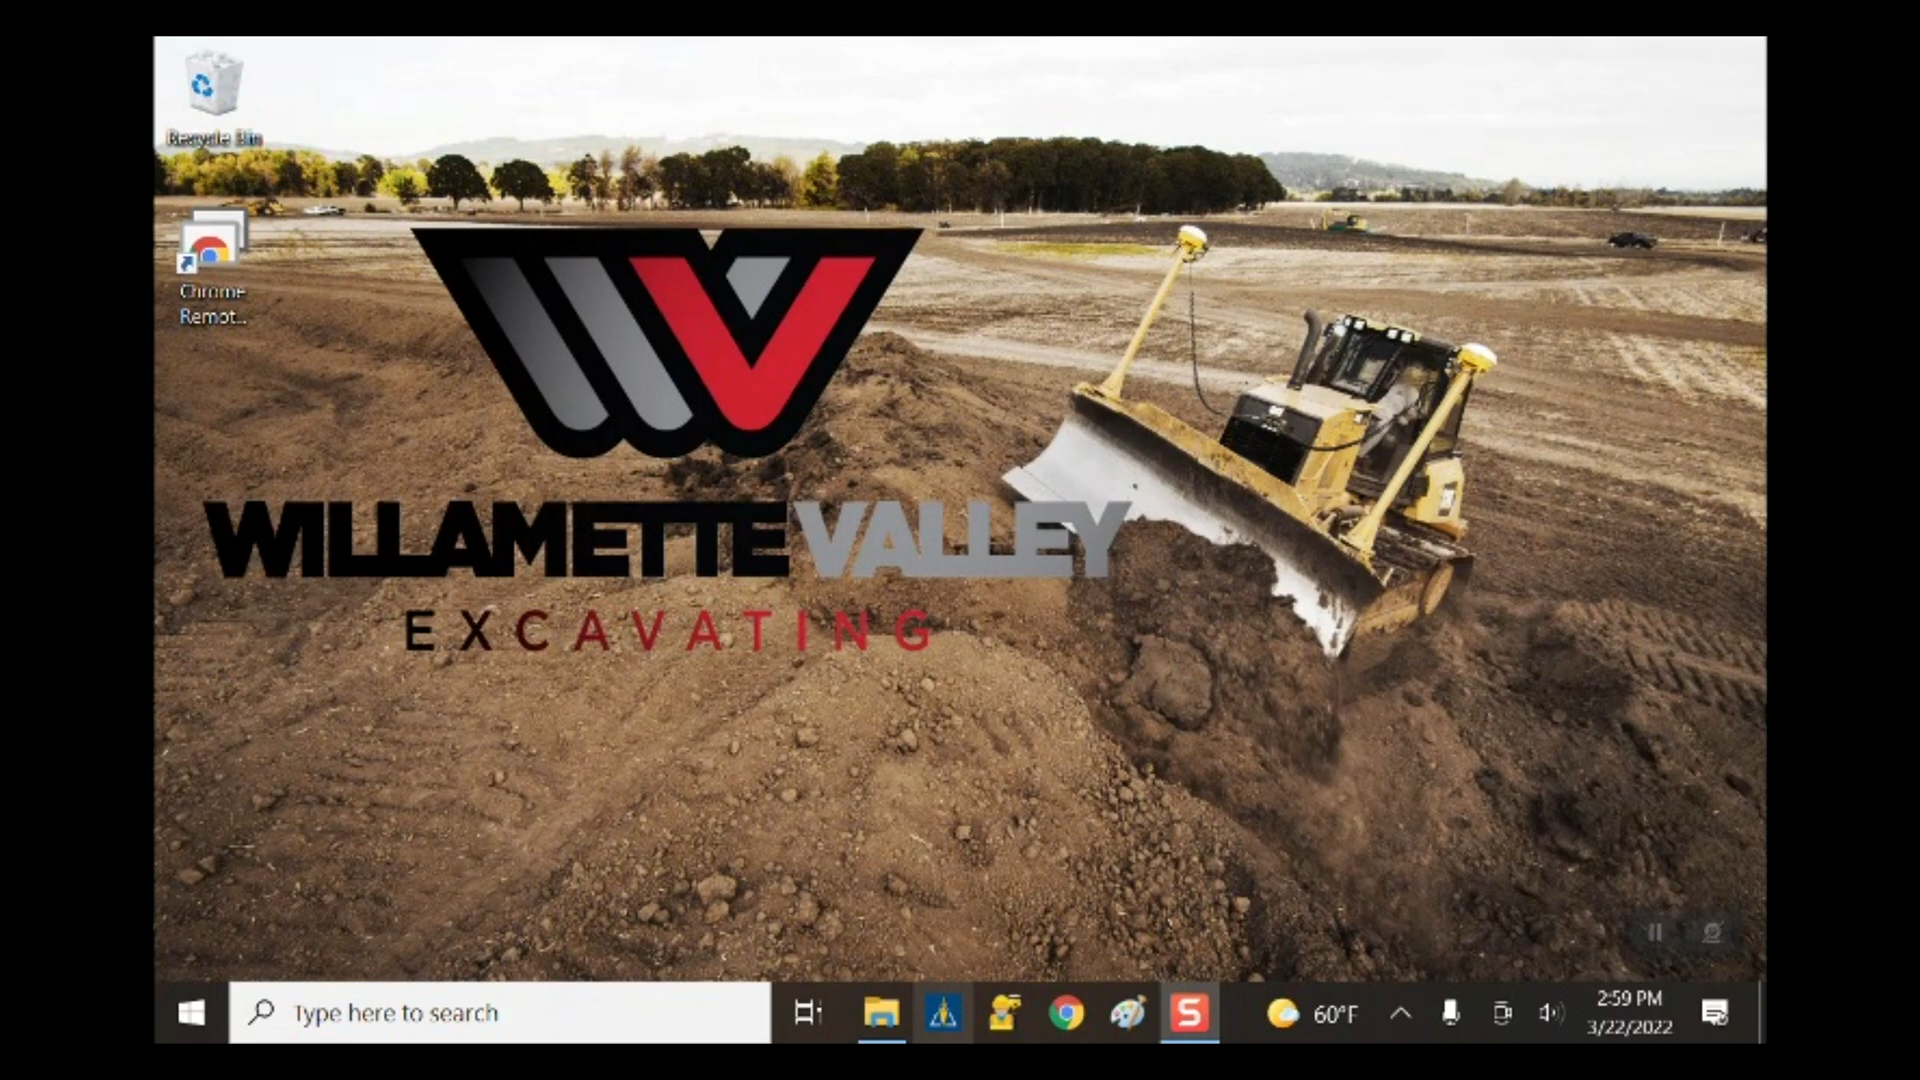 Recycle Bin
Chrome
Remot...
WILLAMETTE VALLEY
EXCAVATING
Type here to search
60°F
2:59 PM
3/22/2022